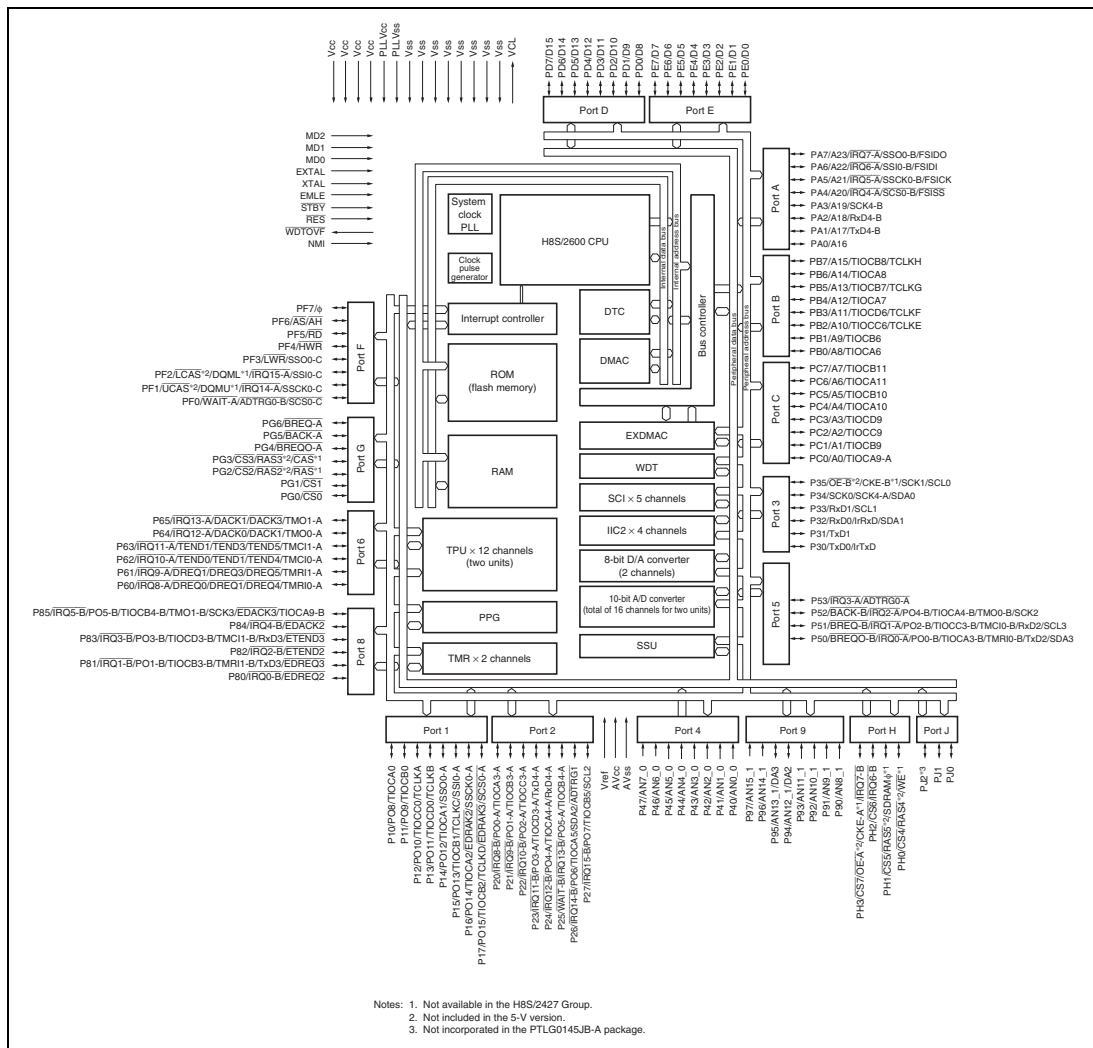 Vcc
Vcc
Vcc
Vcc
PLLVcc
PLLVss
Vss
Vss
Vss
Vss
Vss
Vss
Vss
Vss
VCL
PD7/D15
PD6/D14
PD5/D13
PD4/D12
PD3/D11
PD2/D10
PD1/D9
PD0/D8
PE7/D7
PE6/D6
PE5/D5
PE4/D4
PE3/D3
PE2/D2
PE1/D1
PE0/D0
Port D
Port E
MD2
MD1
MD0
EXTAL
XTAL
EMLE
STBY
RES
WDTOVF
NMI
System
clock
PLL
Clock
pulse
generator
H8S/2600 CPU
Interrupt controller
DTC
DMAC
Internal data bus
Internal address bus
Bus controller
Peripheral data bus
Peripheral address bus
ROM
(flash memory)
RAM
TPU × 12 channels
(two units)
PPG
TMR × 2 channels
EXDMAC
WDT
SCI × 5 channels
IIC2 × 4 channels
8-bit D/A converter
(2 channels)
10-bit A/D converter
(total of 16 channels for two units)
SSU
Port A
PA7/A23/IRQ7-A/SSO0-B/FSIDO
PA6/A22/IRQ6-A/SSI0-B/FSIDI
PA5/A21/IRQ5-A/SSCK0-B/FSICK
PA4/A20/IRQ4-A/SCS0-B/FSISS
PA3/A19/SCK4-B
PA2/A18/RxD4-B
PA1/A17/TxD4-B
PA0/A16
Port B
PB7/A15/TIOCB8/TCLKH
PB6/A14/TIOCA8
PB5/A13/TIOCB7/TCLKG
PB4/A12/TIOCA7
PB3/A11/TIOCD6/TCLKF
PB2/A10/TIOCC6/TCLKE
PB1/A9/TIOCB6
PB0/A8/TIOCA6
Port C
PC7/A7/TIOCB11
PC6/A6/TIOCA11
PC5/A5/TIOCB10
PC4/A4/TIOCA10
PC3/A3/TIOCD9
PC2/A2/TIOCC9
PC1/A1/TIOCB9
PC0/A0/TIOCA9-A
Port 3
P35/OE-B*2/CKE-B*1/SCK1/SCL0
P34/SCK0/SCK4-A/SDA0
P33/RxD1/SCL1
P32/RxD0/IrRxD/SDA1
P31/TxD1
P30/TxD0/IrTxD
Port 5
P53/IRQ3-A/ADTRG0-A
P52/BACK-B/IRQ2-A/PO4-B/TIOCA4-B/TMO0-B/SCK2
P51/BREQ-B/IRQ1-A/PO2-B/TIOCC3-B/TMCI0-B/RxD2/SCL3
P50/BREQO-B/IRQ0-A/PO0-B/TIOCA3-B/TMRI0-B/TxD2/SDA3
PF7/ϕ
PF6/AS/AH
PF5/RD
PF4/HWR
PF3/LWR/SSO0-C
PF2/LCAS*2/DQML*1/IRQ15-A/SSI0-C
PF1/UCAS*2/DQMU*1/IRQ14-A/SSCK0-C
PF0/WAIT-A/ADTRG0-B/SCS0-C
Port F
PG6/BREQ-A
PG5/BACK-A
PG4/BREQO-A
PG3/CS3/RAS3*2/CAS*1
PG2/CS2/RAS2*2/RAS*1
PG1/CS1
PG0/CS0
Port G
P65/IRQ13-A/DACK1/DACK3/TMO1-A
P64/IRQ12-A/DACK0/DACK1/TMO0-A
P63/IRQ11-A/TEND1/TEND3/TEND5/TMCI1-A
P62/IRQ10-A/TEND0/TEND1/TEND4/TMCI0-A
P61/IRQ9-A/DREQ1/DREQ3/DREQ5/TMRI1-A
P60/IRQ8-A/DREQ0/DREQ1/DREQ4/TMRI0-A
Port 6
P85/IRQ5-B/PO5-B/TIOCB4-B/TMO1-B/SCK3/EDACK3/TIOCA9-B
P84/IRQ4-B/EDACK2
P83/IRQ3-B/PO3-B/TIOCD3-B/TMCI1-B/RxD3/ETEND3
P82/IRQ2-B/ETEND2
P81/IRQ1-B/PO1-B/TIOCB3-B/TMRI1-B/TxD3/EDREQ3
P80/IRQ0-B/EDREQ2
Port 8
Port 1
Port 2
Port 4
Port 9
Port H
Port J
P10/PO8/TIOCA0
P11/PO9/TIOCB0
P12/PO10/TIOCC0/TCLKA
P13/PO11/TIOCD0/TCLKB
P14/PO12/TIOCA1/SSO0-A
P15/PO13/TIOCB1/TCLKC/SSI0-A
P16/PO14/TIOCA2/EDRAK2/SSCK0-A
P17/PO15/TIOCB2/TCLKD/EDRAK3/SCS0-A
P20/IRQ8-B/PO0-A/TIOCA3-A
P21/IRQ9-B/PO1-A/TIOCB3-A
P22/IRQ10-B/PO2-A/TIOCC3-A
P23/IRQ11-B/PO3-A/TIOCD3-A/TxD4-A
P24/IRQ12-B/PO4-A/TIOCA4-A/RxD4-A
P25/WAIT-B/IRQ13-B/PO5-A/TIOCB4-A
P26/IRQ14-B/PO6/TIOCA5/SDA2/ADTRG1
P27/IRQ15-B/PO7/TIOCB5/SCL2
Vref
AVcc
AVss
P47/AN7_0
P46/AN6_0
P45/AN5_0
P44/AN4_0
P43/AN3_0
P42/AN2_0
P41/AN1_0
P40/AN0_0
P97/AN15_1
P96/AN14_1
P95/AN13_1/DA3
P94/AN12_1/DA2
P93/AN11_1
P92/AN10_1
P91/AN9_1
P90/AN8_1
PH3/CS7/OE-A*2/CKE-A*1/IRQ7-B
PH2/CS6/IRQ6-B
PH1/CS5/RAS5*2/SDRAMϕ*1
PH0/CS4/RAS4*2/WE*1
PJ2*3
PJ1
PJ0
Notes: 1. Not available in the H8S/2427 Group.
2. Not included in the 5-V version.
3. Not incorporated in the PTLG0145JB-A package.